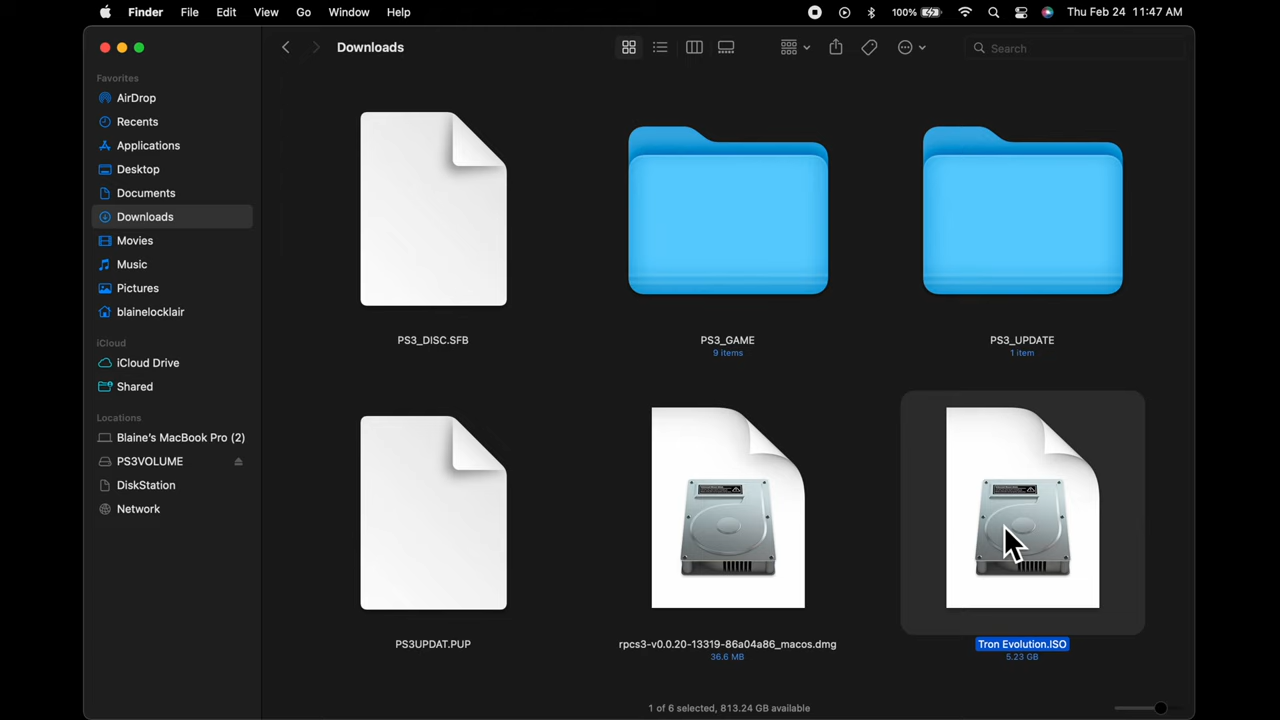 Finder File Edit View Go Window Help 100% Thu Feb 24 11:47 AM
Downloads Search
Favorites
AirDrop
Recents
Applications
Desktop
Documents
Downloads
Movies
Music
Pictures
blainelocklair
iCloud
iCloud Drive
Shared
Locations
Blaine's MacBook Pro (2)
PS3VOLUME
DiskStation
Network
PS3_DISC.SFB
PS3_GAME
9 items
PS3_UPDATE
1 item
PS3UPDAT.PUP
rpcs3-v0.0.20-13319-86a04a86_macos.dmg
36.6 MB
Tron Evolution.ISO
5.23 GB
1 of 6 selected, 813.24 GB available